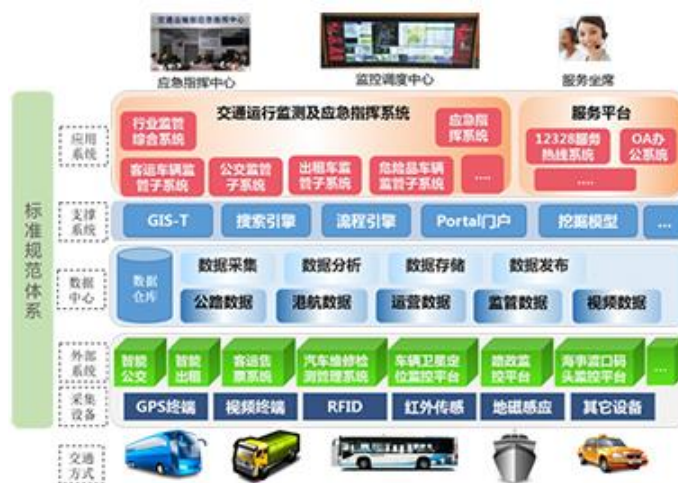 交通运输部应急指挥中心
应急指挥中心
监控调度中心
服务坐席
标准规范体系
应用
系统
交通运行监测及应急指挥系统
行业监管
综合系统
应急指
挥系统
客运车辆监
管子系统
公交监管
子系统
出租车监
管子系统
危险品车辆
监管子系统
....
服务平台
12328服务
热线系统
OA办
公系统
....
支撑
系统
GIS-T
搜索引擎
流程引擎
Portal门户
挖掘模型
...
数据
中心
数据
仓库
数据采集
数据分析
数据存储
数据发布
公路数据
港航数据
运营数据
监管数据
视频数据
外部
系统
智能
公交
智能
出租
客运售
票系统
汽车维修检
测管理系统
车辆卫星定
位监控平台
路政监
控平台
海事渡口码
头监控平台
...
采集
设备
GPS终端
视频终端
RFID
红外传感
地磁感应
其它设备
交通
方式